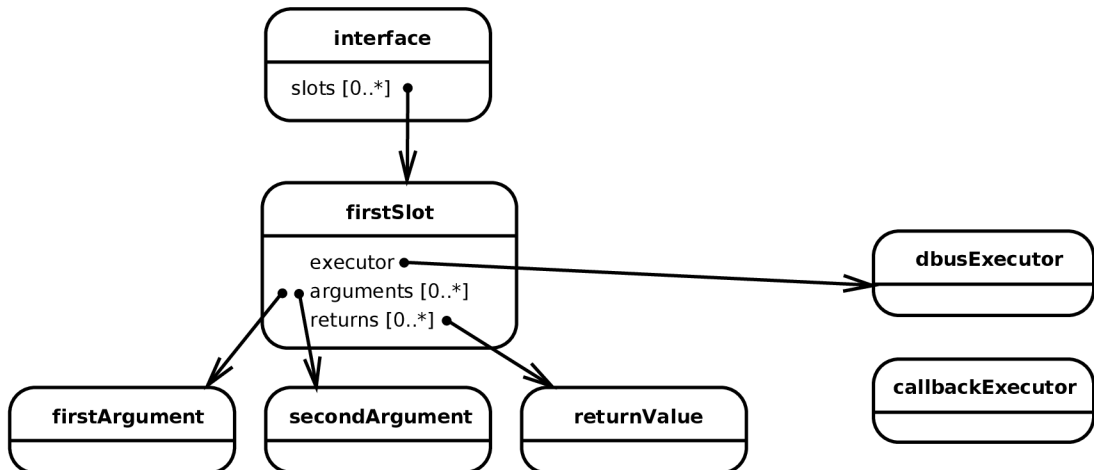 interface
slots [0..*]
firstSlot
executor
arguments [0..*]
returns [0..*]
dbusExecutor
callbackExecutor
firstArgument
secondArgument
returnValue